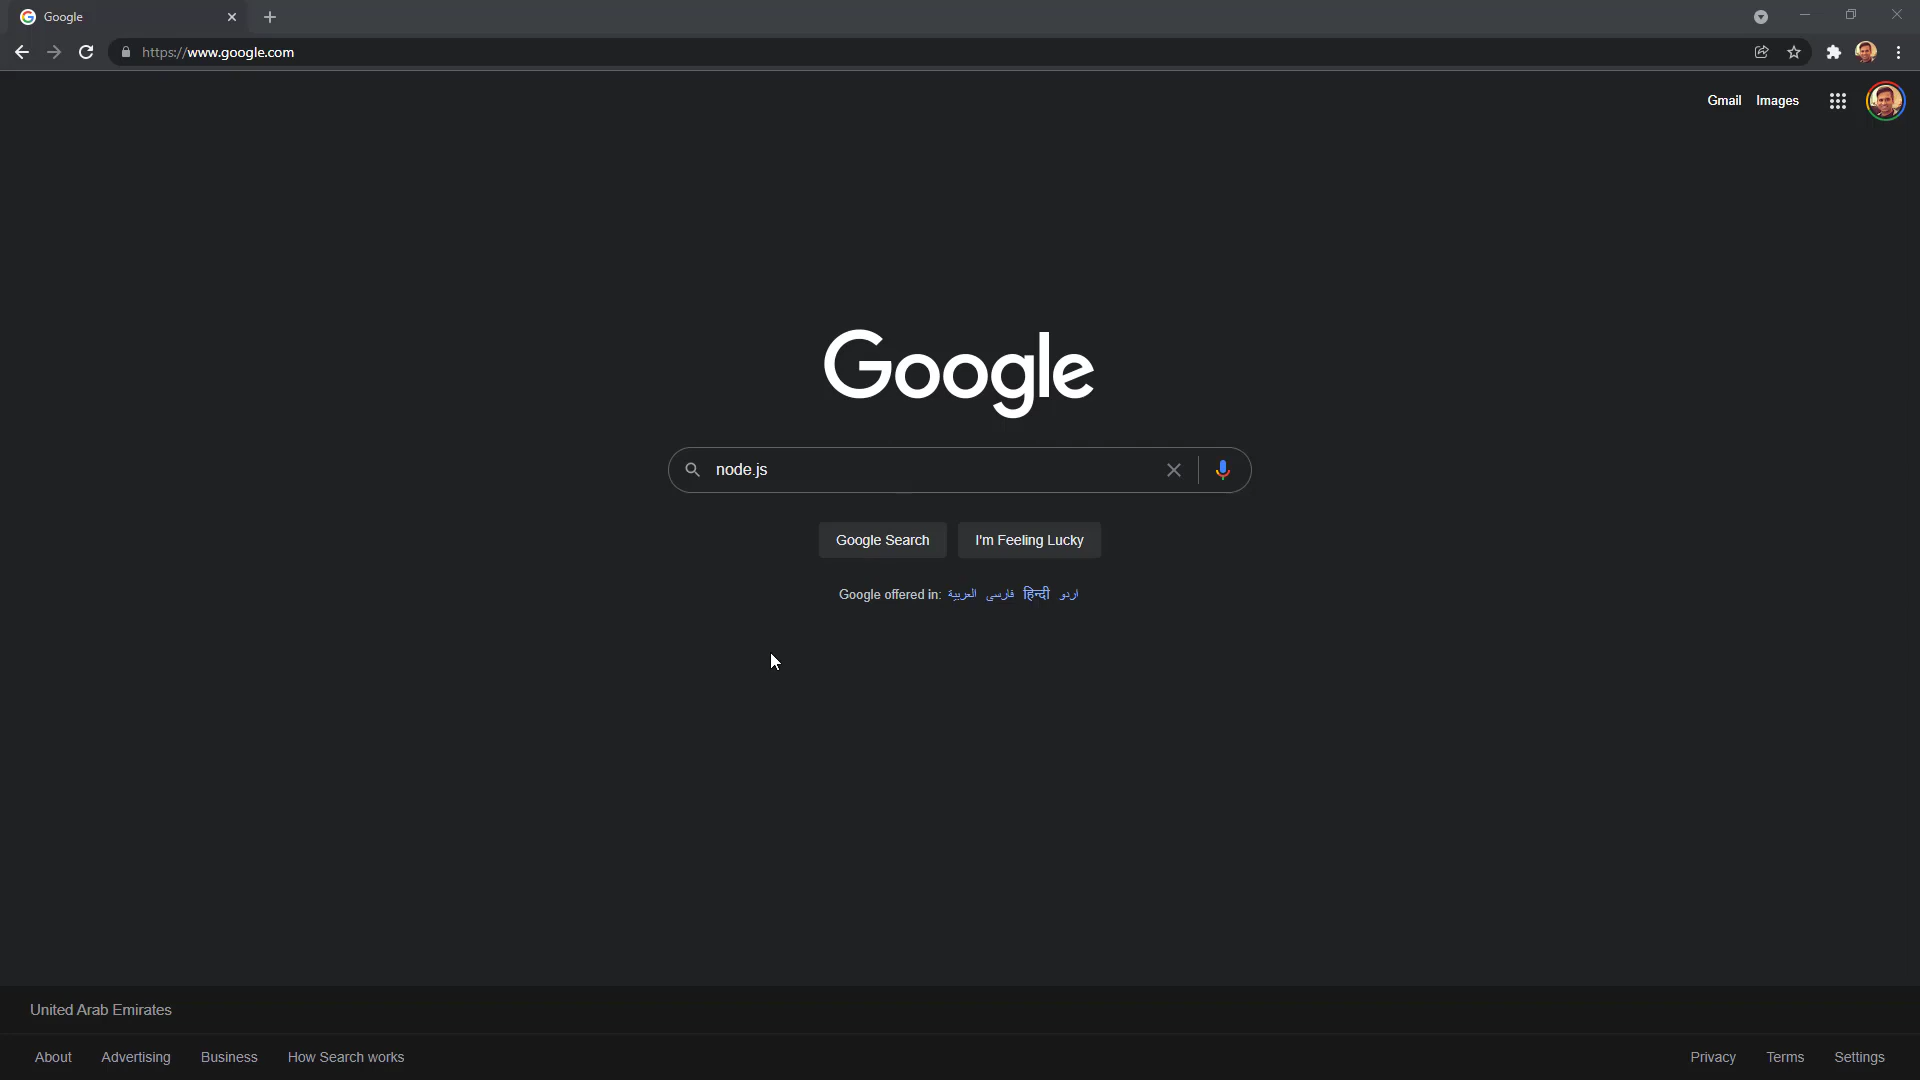 Google
https://www.google.com
Gmail Images
Google
node.js
Google Search I'm Feeling Lucky
Google offered in: العربية فارسی हिन्दी اردو
United Arab Emirates
About Advertising Business How Search works Privacy Terms Settings